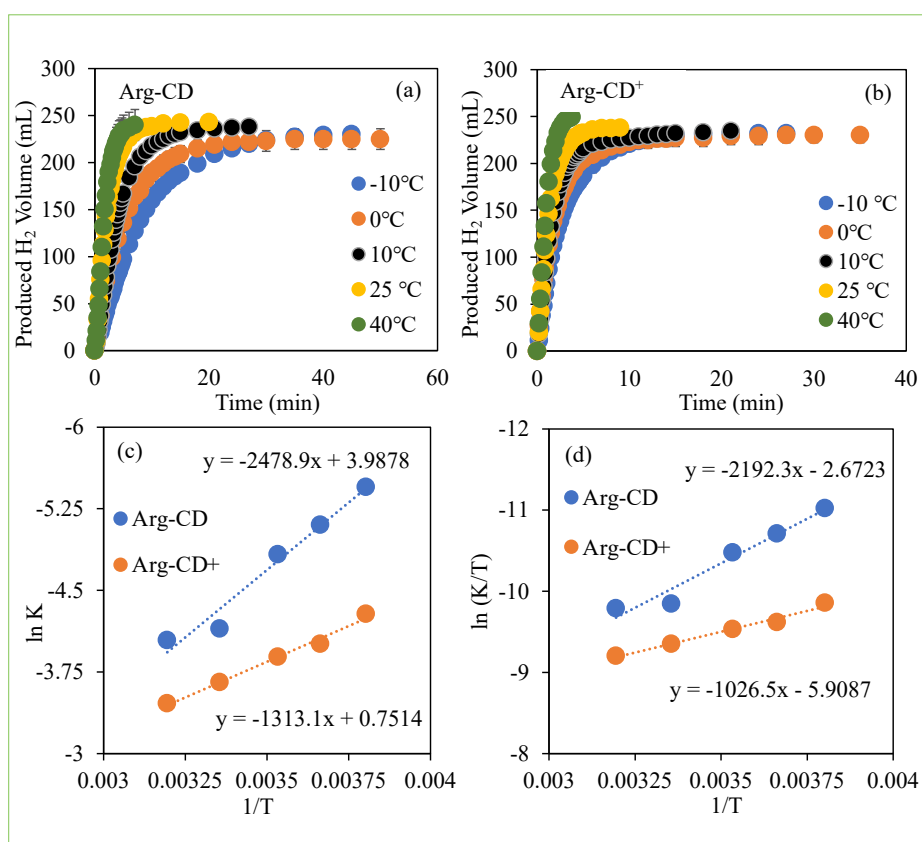 Arg-CD
(a)
300
250
200
150
100
50
0
Produced H₂ Volume (mL)
-10℃
0℃
10℃
25 ℃
40℃
0
20
40
60
Time (min)
Arg-CD⁺
(b)
300
250
200
150
100
50
0
Produced H₂ Volume (mL)
-10 ℃
0℃
10℃
25 ℃
40℃
0
10
20
30
40
Time (min)
(c)
-6
-5.25
-4.5
-3.75
-3
ln K
y = -2478.9x + 3.9878
Arg-CD
Arg-CD+
y = -1313.1x + 0.7514
0.003
0.00325
0.0035
0.00375
0.004
1/T
(d)
-12
-11
-10
-9
-8
ln (K/T)
y = -2192.3x - 2.6723
Arg-CD
Arg-CD+
y = -1026.5x - 5.9087
0.003
0.00325
0.0035
0.00375
0.004
1/T